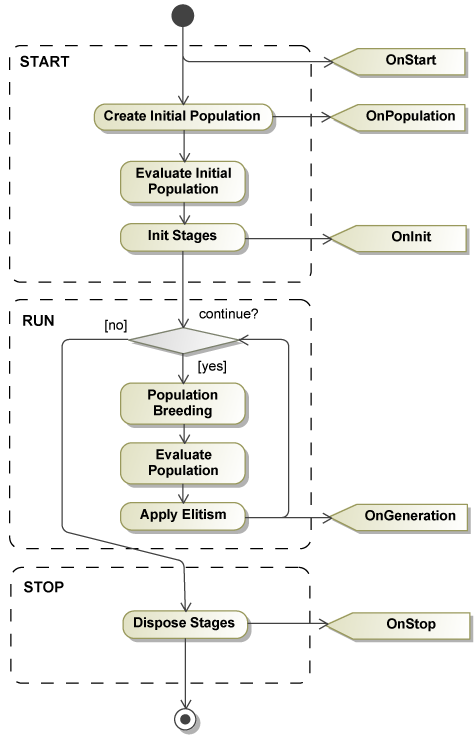 START
OnStart
Create Initial Population
OnPopulation
Evaluate Initial
Population
Init Stages
OnInit
RUN
[no]
continue?
[yes]
Population
Breeding
Evaluate
Population
Apply Elitism
OnGeneration
STOP
Dispose Stages
OnStop